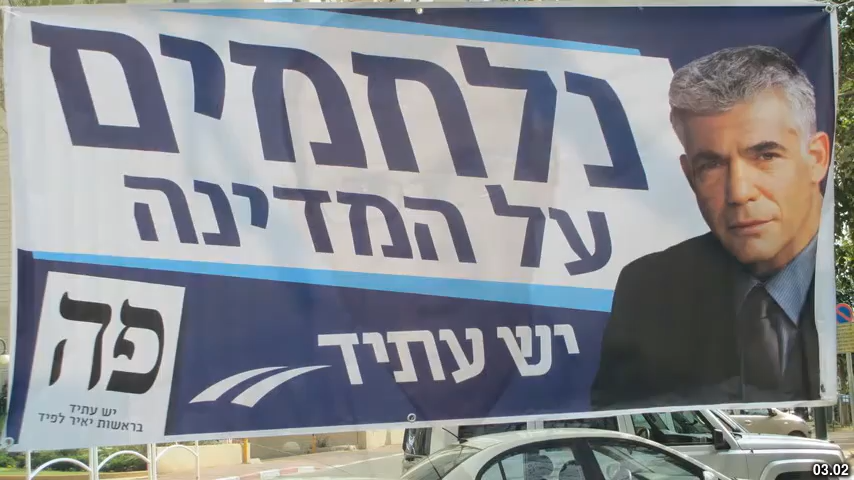 נלחמים
על המדינה
יש עתיד
פה
יש עתיד
בראשות יאיר לפיד
03.02